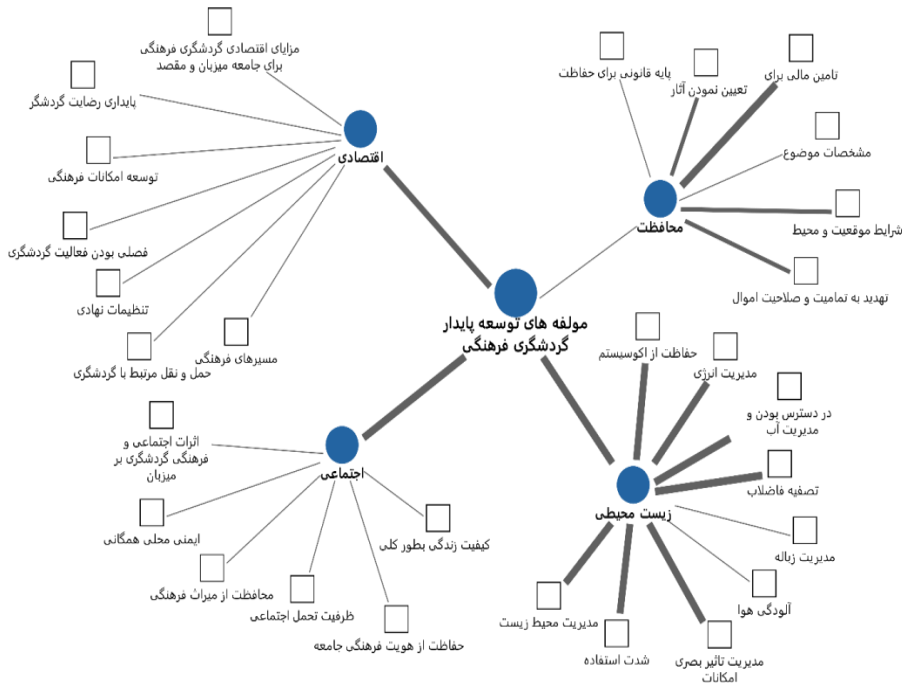 مولفه های توسعه پایدار
گردشگری فرهنگی
اقتصادی
مزایای اقتصادی گردشگری فرهنگی
برای جامعه میزبان و مقصد
پایداری رضایت گردشگر
توسعه امکانات فرهنگی
فصلی بودن فعالیت گردشگری
تنظیمات نهادی
حمل و نقل مرتبط با گردشگری
مسیرهای فرهنگی
محافظت
پایه قانونی برای حفاظت
تعیین نمودن آثار
تامین مالی برای
مشخصات موضوع
شرایط موقعیت و محیط
تهدید به تمامیت و صلاحیت اموال
اجتماعی
اثرات اجتماعی و
فرهنگی گردشگری بر
میزبان
ایمنی محلی همگانی
محافظت از میراث فرهنگی
ظرفیت تحمل اجتماعی
حفاظت از هویت فرهنگی جامعه
کیفیت زندگی بطور کلی
زیست محیطی
حفاظت از اکوسیستم
مدیریت انرژی
در دسترس بودن و
مدیریت آب
تصفیه فاضلاب
مدیریت زباله
آلودگی هوا
مدیریت تاثیر بصری
امکانات
شدت استفاده
مدیریت محیط زیست